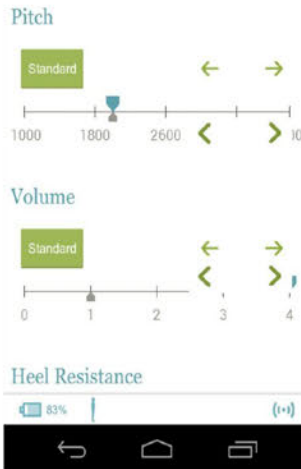 Pitch
Standard
1000 1800 2600
Volume
Standard
0 1 2 3 4
Heel Resistance
83%